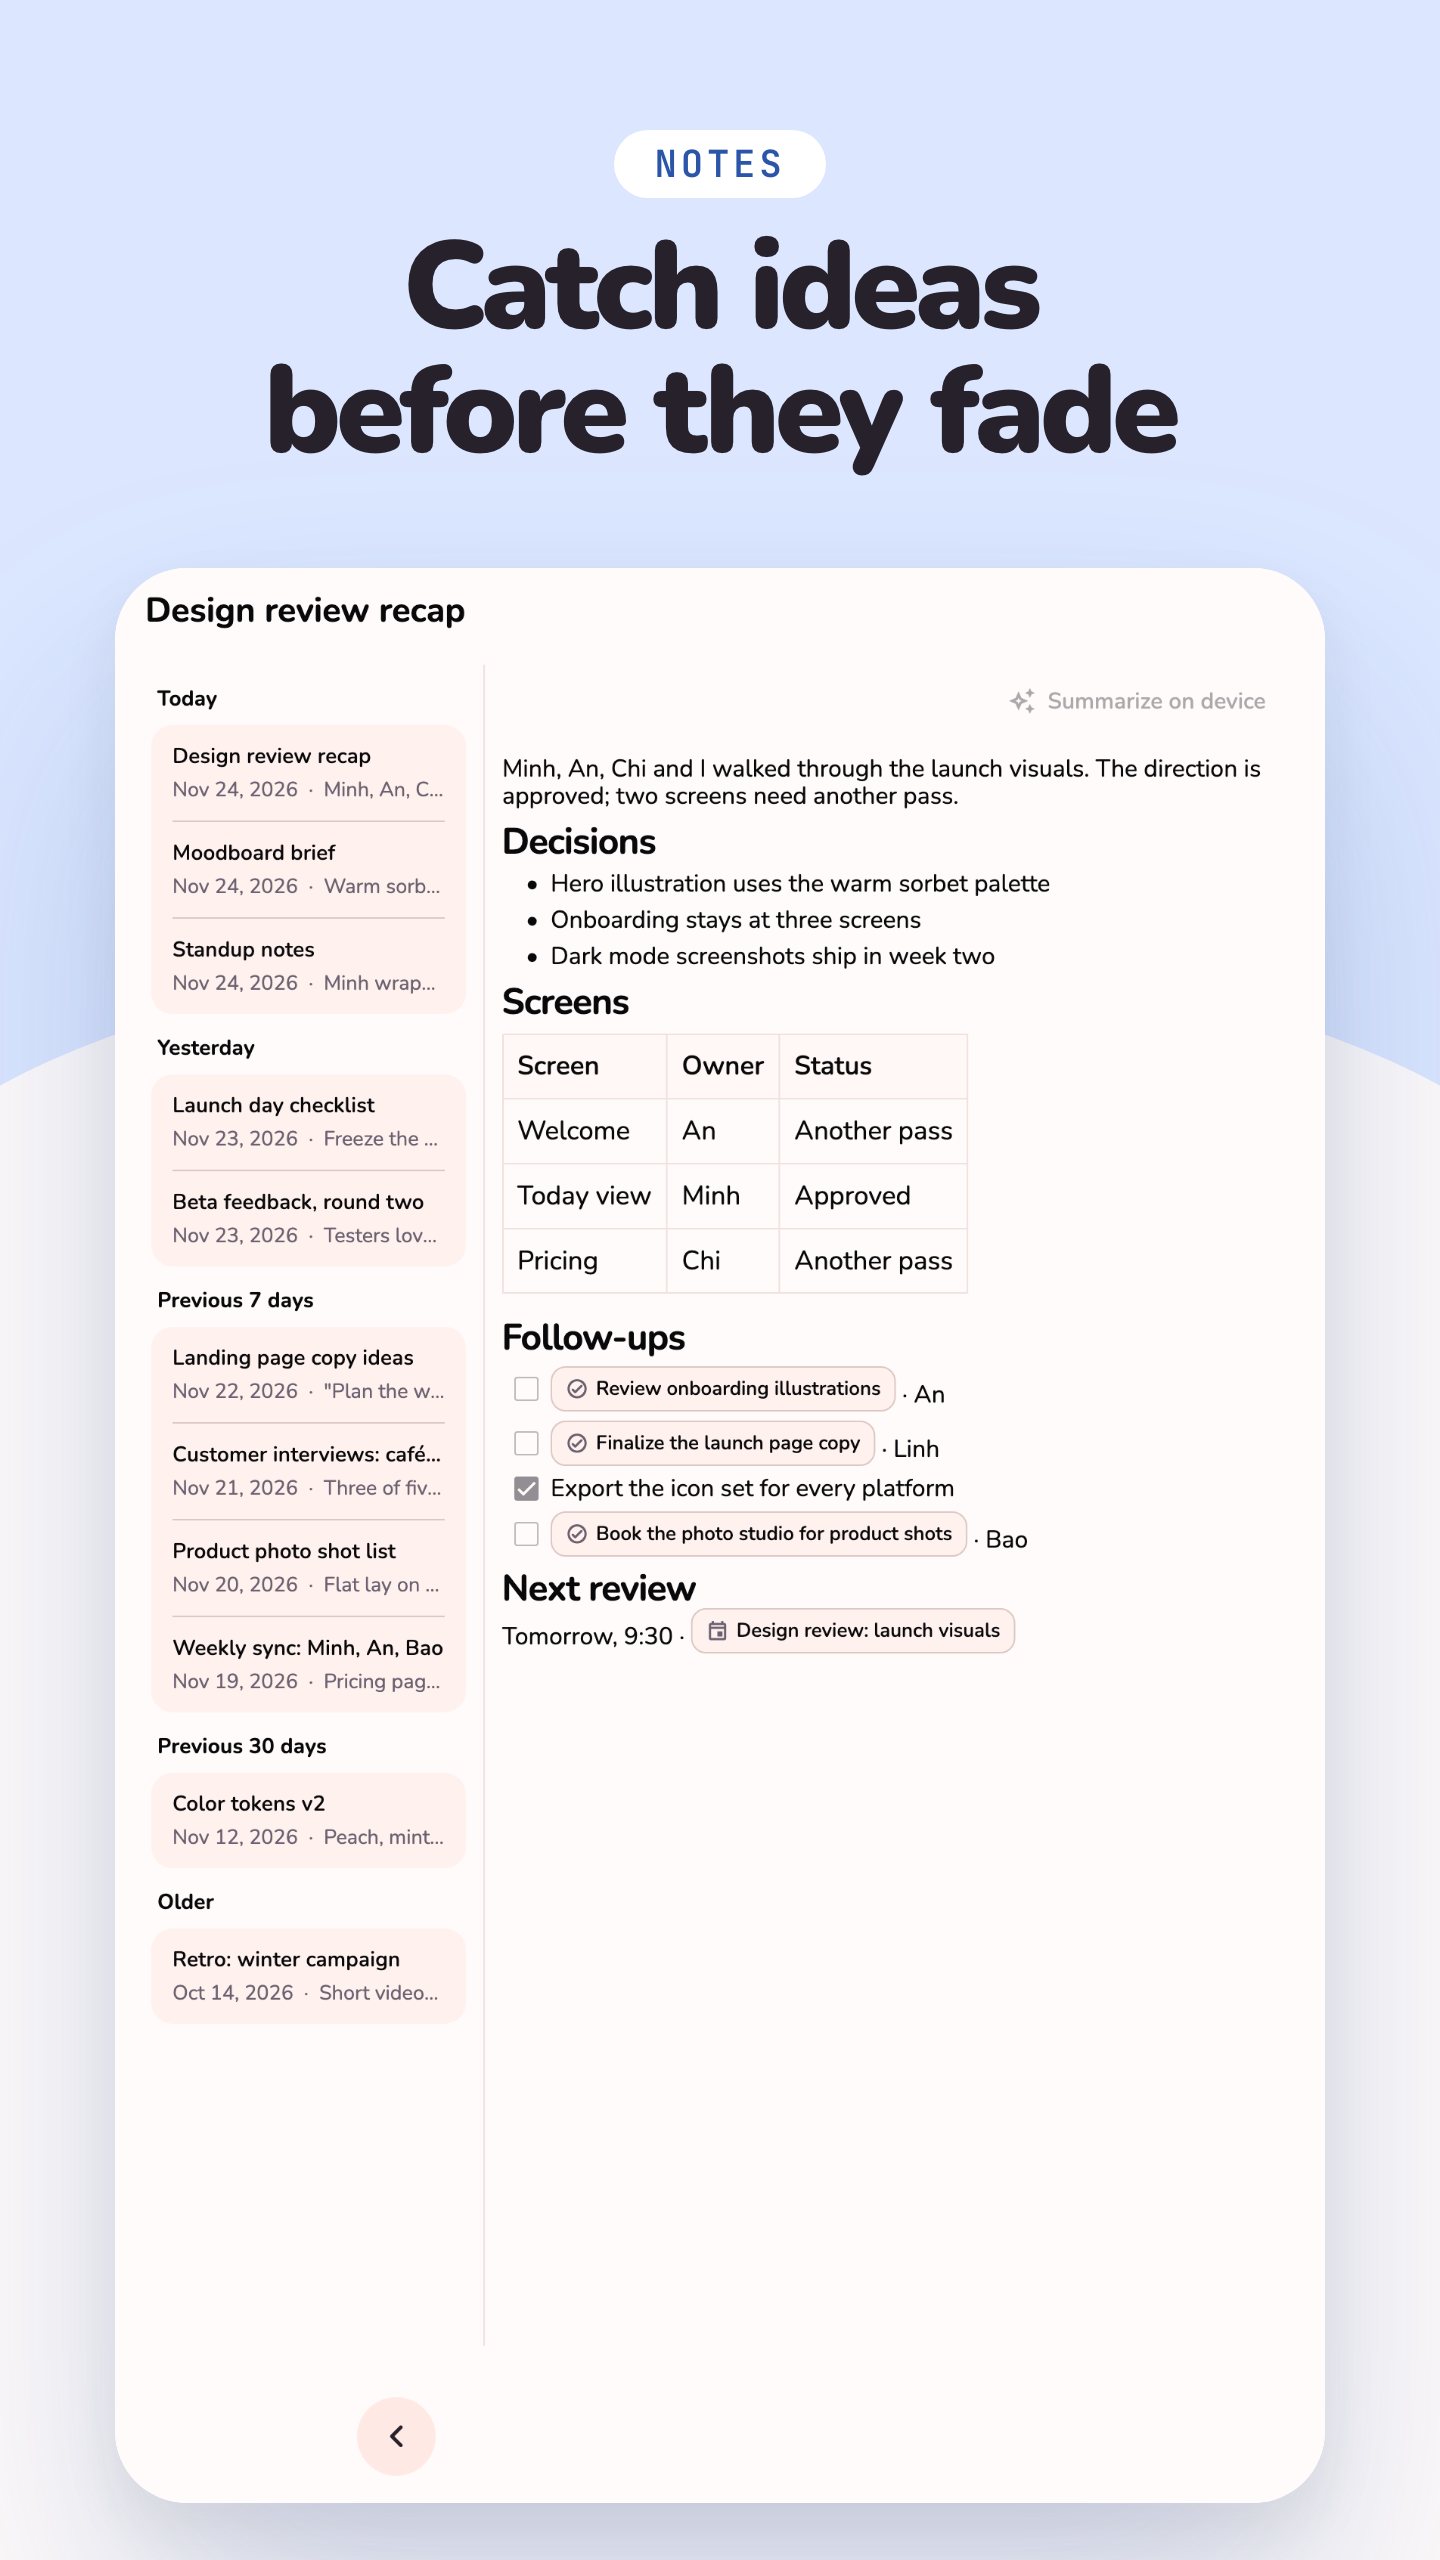 NOTES
Catch ideas
before they fade
Design review recap
Today
Design review recap
Nov 24, 2026 · Minh, An, C...
Moodboard brief
Nov 24, 2026 · Warm sorb...
Standup notes
Nov 24, 2026 · Minh wrap...
Yesterday
Launch day checklist
Nov 23, 2026 · Freeze the ...
Beta feedback, round two
Nov 23, 2026 · Testers lov...
Previous 7 days
Landing page copy ideas
Nov 22, 2026 · "Plan the w...
Customer interviews: café...
Nov 21, 2026 · Three of fiv...
Product photo shot list
Nov 20, 2026 · Flat lay on ...
Weekly sync: Minh, An, Bao
Nov 19, 2026 · Pricing pag...
Previous 30 days
Color tokens v2
Nov 12, 2026 · Peach, mint...
Older
Retro: winter campaign
Oct 14, 2026 · Short video...
Summarize on device
Minh, An, Chi and I walked through the launch visuals. The direction is
approved; two screens need another pass.
Decisions
• Hero illustration uses the warm sorbet palette
• Onboarding stays at three screens
• Dark mode screenshots ship in week two
Screens
Screen Owner Status
Welcome An Another pass
Today view Minh Approved
Pricing Chi Another pass
Follow-ups
Review onboarding illustrations · An
Finalize the launch page copy · Linh
Export the icon set for every platform
Book the photo studio for product shots · Bao
Next review
Tomorrow, 9:30 · Design review: launch visuals